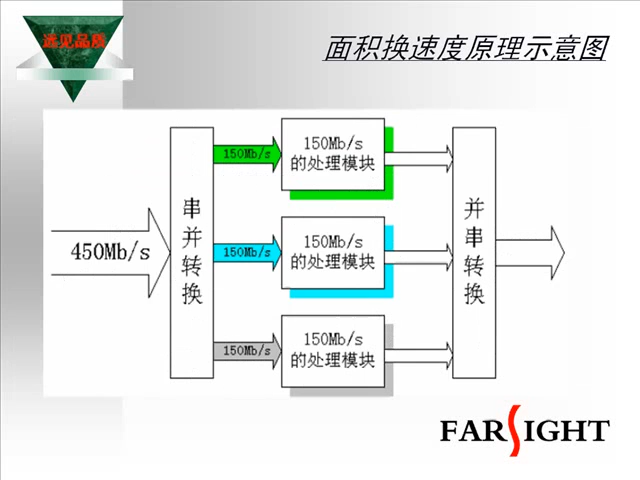 远见品质
面积换速度原理示意图
450Mb/s
串并转换
150Mb/s
150Mb/s
的处理模块
150Mb/s
150Mb/s
的处理模块
150Mb/s
150Mb/s
的处理模块
并串转换
FARSIGHT